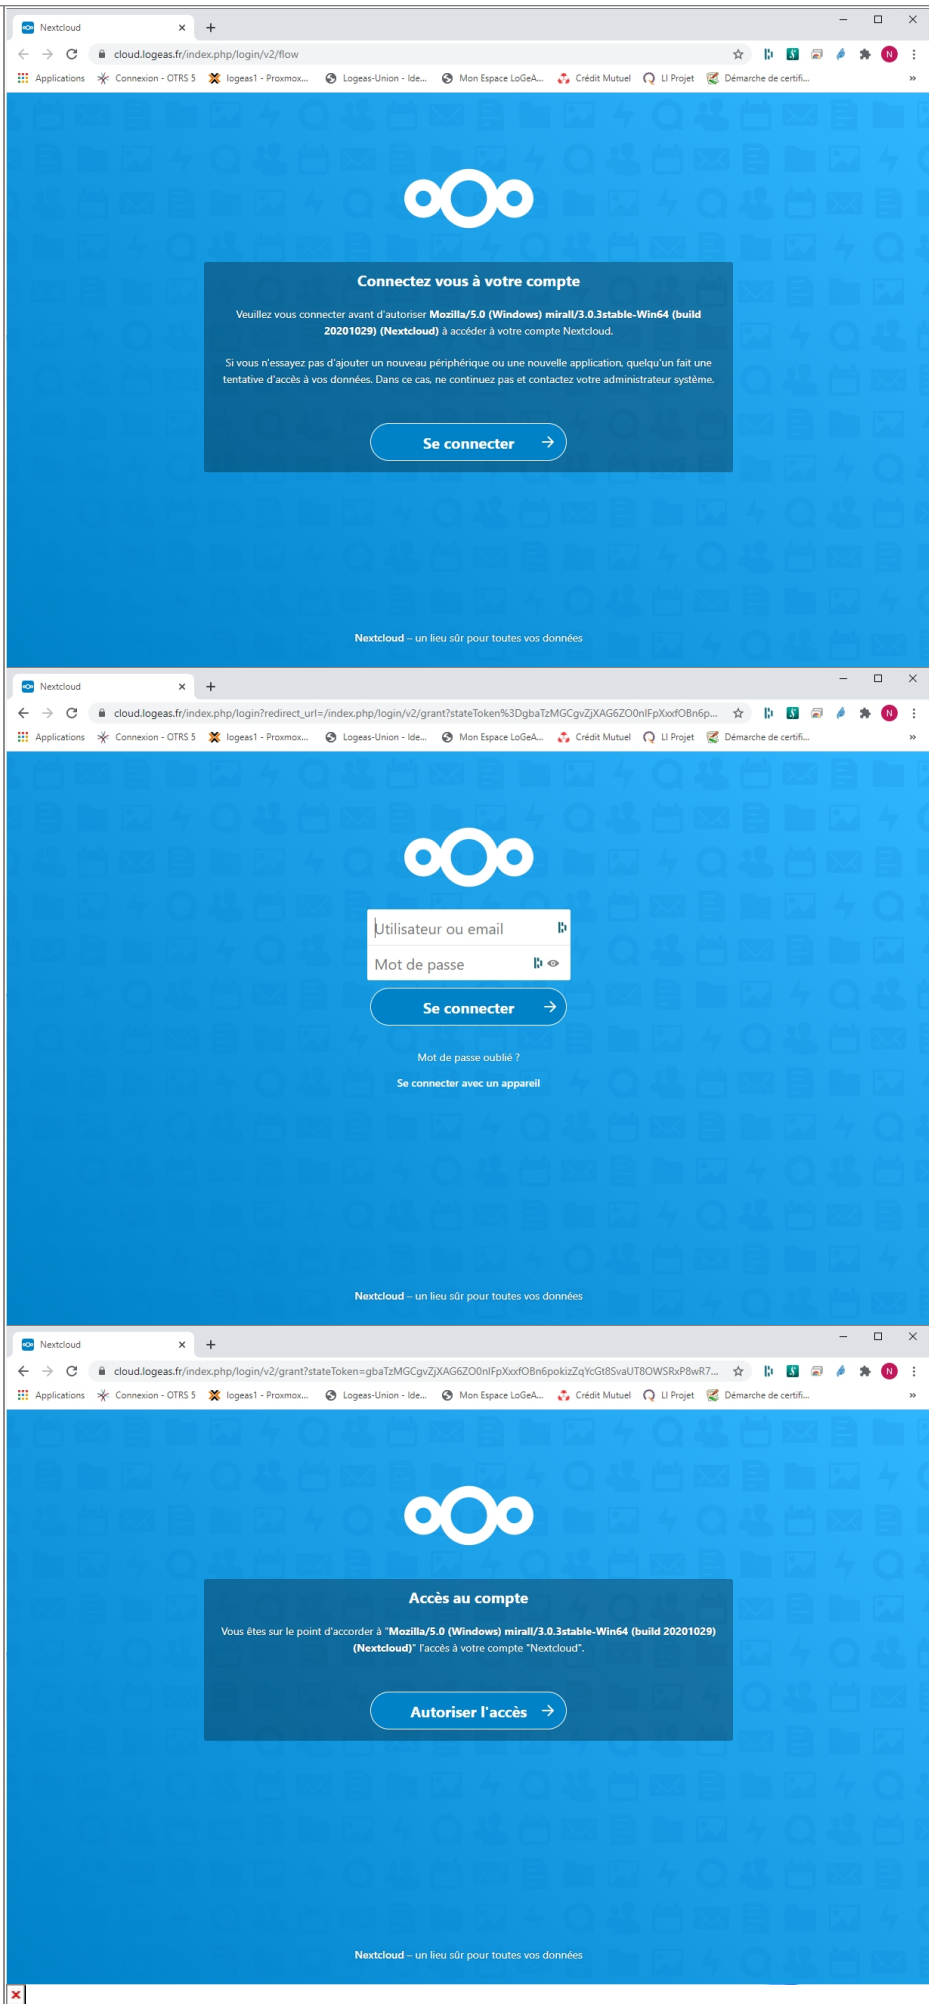 Nextcloud
cloud.logeas.fr/index.php/login/v2/flow
N
Applications Connexion - OTRS 5 logeas1 - Proxmox... Logeas-Union - Ide... Mon Espace LoGeA... Crédit Mutuel LI Projet Démarche de certifi... »
Connectez vous à votre compte
Veuillez vous connecter avant d'autoriser Mozilla/5.0 (Windows) mirall/3.0.3stable-Win64 (build
20201029) (Nextcloud) à accéder à votre compte Nextcloud.
Si vous n'essayez pas d'ajouter un nouveau périphérique ou une nouvelle application, quelqu'un fait une
tentative d'accès à vos données. Dans ce cas, ne continuez pas et contactez votre administrateur système.
Se connecter
Nextcloud – un lieu sûr pour toutes vos données
Nextcloud
cloud.logeas.fr/index.php/login?redirect_url=/index.php/login/v2/grant?stateToken%3DgbaTzMGCgvZjXAG6ZO0nIFpXxxfOBn6p...
N
Applications Connexion - OTRS 5 logeas1 - Proxmox... Logeas-Union - Ide... Mon Espace LoGeA... Crédit Mutuel LI Projet Démarche de certifi... »
Utilisateur ou email
Mot de passe
Se connecter
Mot de passe oublié ?
Se connecter avec un appareil
Nextcloud – un lieu sûr pour toutes vos données
Nextcloud
cloud.logeas.fr/index.php/login/v2/grant?stateToken=gbaTzMGCgvZjXAG6ZO0nIFpXxxfOBn6pokizZqYcGt8SvaUT8OWSRxP8wR7...
N
Applications Connexion - OTRS 5 logeas1 - Proxmox... Logeas-Union - Ide... Mon Espace LoGeA... Crédit Mutuel LI Projet Démarche de certifi... »
Accès au compte
Vous êtes sur le point d'accorder à "Mozilla/5.0 (Windows) mirall/3.0.3stable-Win64 (build 20201029)
(Nextcloud)" l'accès à votre compte "Nextcloud".
Autoriser l'accès
Nextcloud – un lieu sûr pour toutes vos données